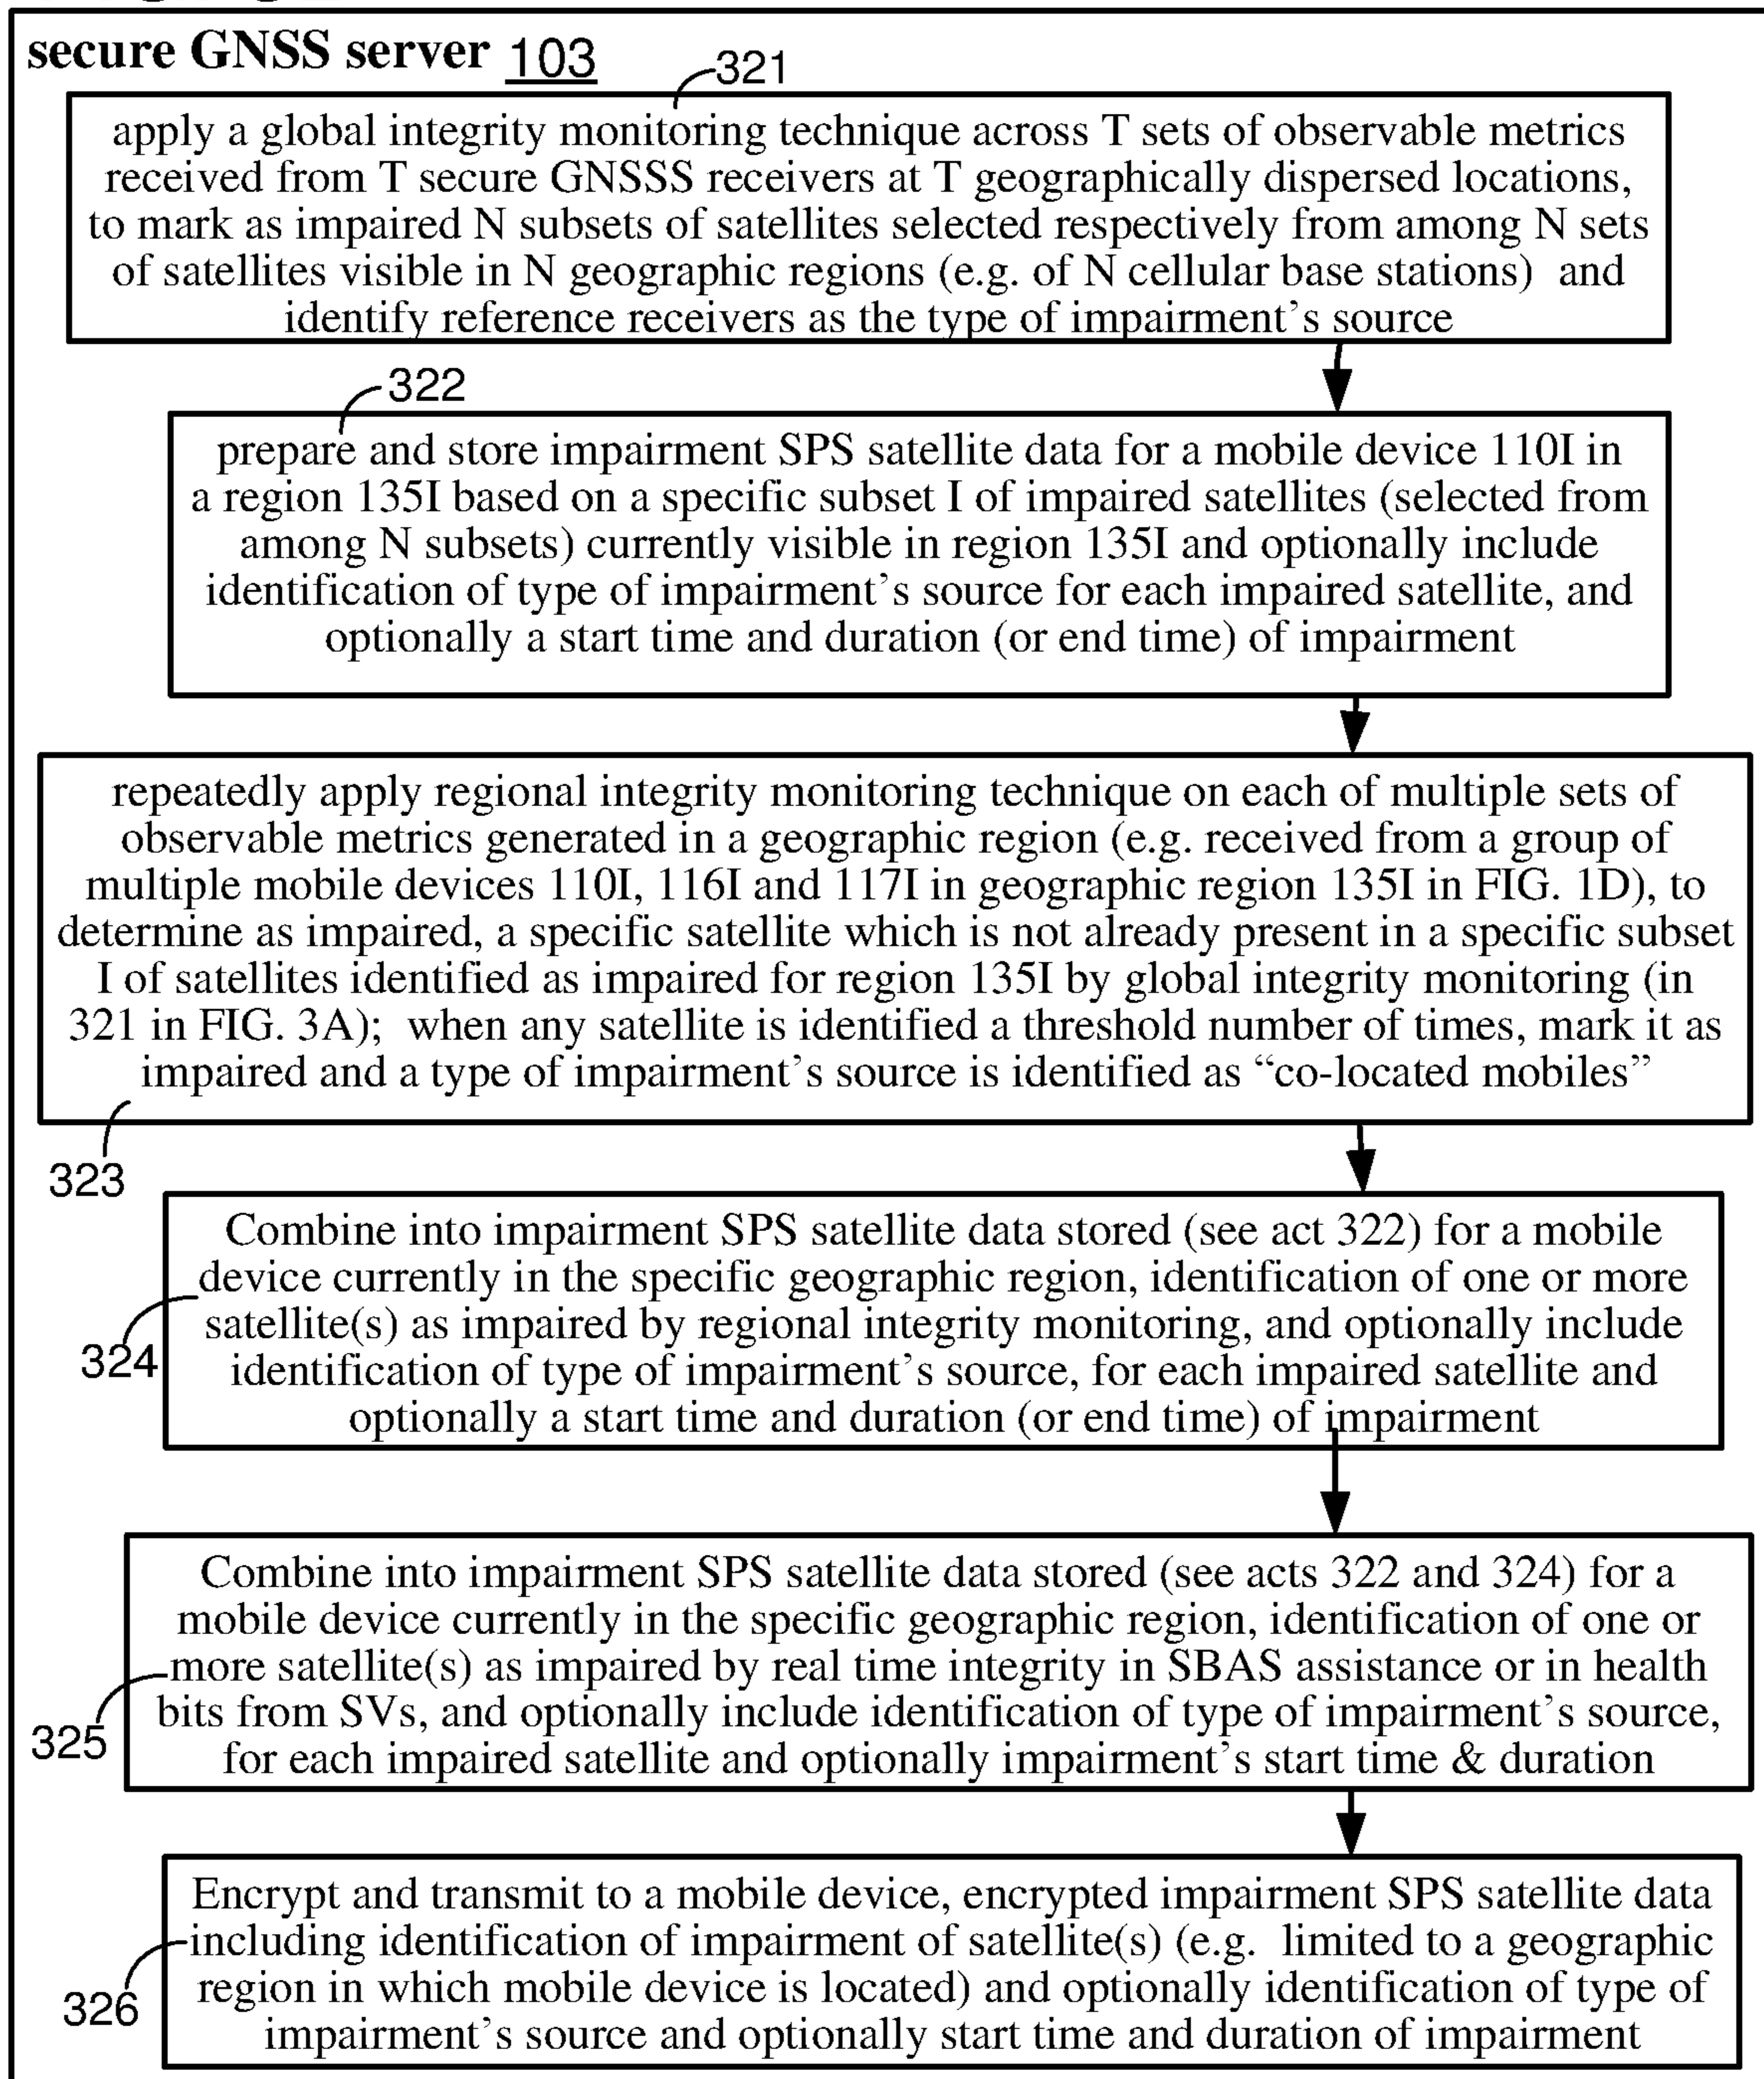 secure GNSS server 103
321
apply a global integrity monitoring technique across T sets of observable metrics
received from T secure GNSSS receivers at T geographically dispersed locations,
to mark as impaired N subsets of satellites selected respectively from among N sets
of satellites visible in N geographic regions (e.g. of N cellular base stations) and
identify reference receivers as the type of impairment's source
322
prepare and store impairment SPS satellite data for a mobile device 110I in
a region 135I based on a specific subset I of impaired satellites (selected from
among N subsets) currently visible in region 135I and optionally include
identification of type of impairment's source for each impaired satellite, and
optionally a start time and duration (or end time) of impairment
repeatedly apply regional integrity monitoring technique on each of multiple sets of
observable metrics generated in a geographic region (e.g. received from a group of
multiple mobile devices 110I, 116I and 117I in geographic region 135I in FIG. 1D), to
determine as impaired, a specific satellite which is not already present in a specific subset
I of satellites identified as impaired for region 135I by global integrity monitoring (in
321 in FIG. 3A); when any satellite is identified a threshold number of times, mark it as
impaired and a type of impairment's source is identified as “co-located mobiles”
323
Combine into impairment SPS satellite data stored (see act 322) for a mobile
device currently in the specific geographic region, identification of one or more
satellite(s) as impaired by regional integrity monitoring, and optionally include
324
identification of type of impairment's source, for each impaired satellite and
optionally a start time and duration (or end time) of impairment
Combine into impairment SPS satellite data stored (see acts 322 and 324) for a
mobile device currently in the specific geographic region, identification of one or
more satellite(s) as impaired by real time integrity in SBAS assistance or in health
bits from SVs, and optionally include identification of type of impairment's source,
325
for each impaired satellite and optionally impairment's start time & duration
Encrypt and transmit to a mobile device, encrypted impairment SPS satellite data
including identification of impairment of satellite(s) (e.g. limited to a geographic
region in which mobile device is located) and optionally identification of type of
326
impairment's source and optionally start time and duration of impairment